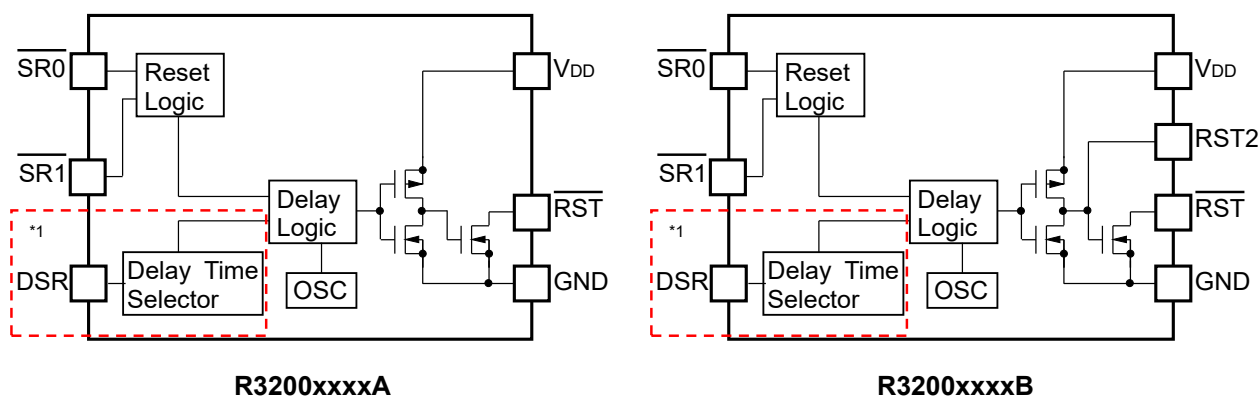 SR0
Reset
Logic
VDD
SR1
Delay
Logic
RST
*1
DSR
Delay Time
Selector
OSC
GND
R3200xxxxA
SR0
Reset
Logic
VDD
RST2
SR1
Delay
Logic
RST
*1
DSR
Delay Time
Selector
OSC
GND
R3200xxxxB